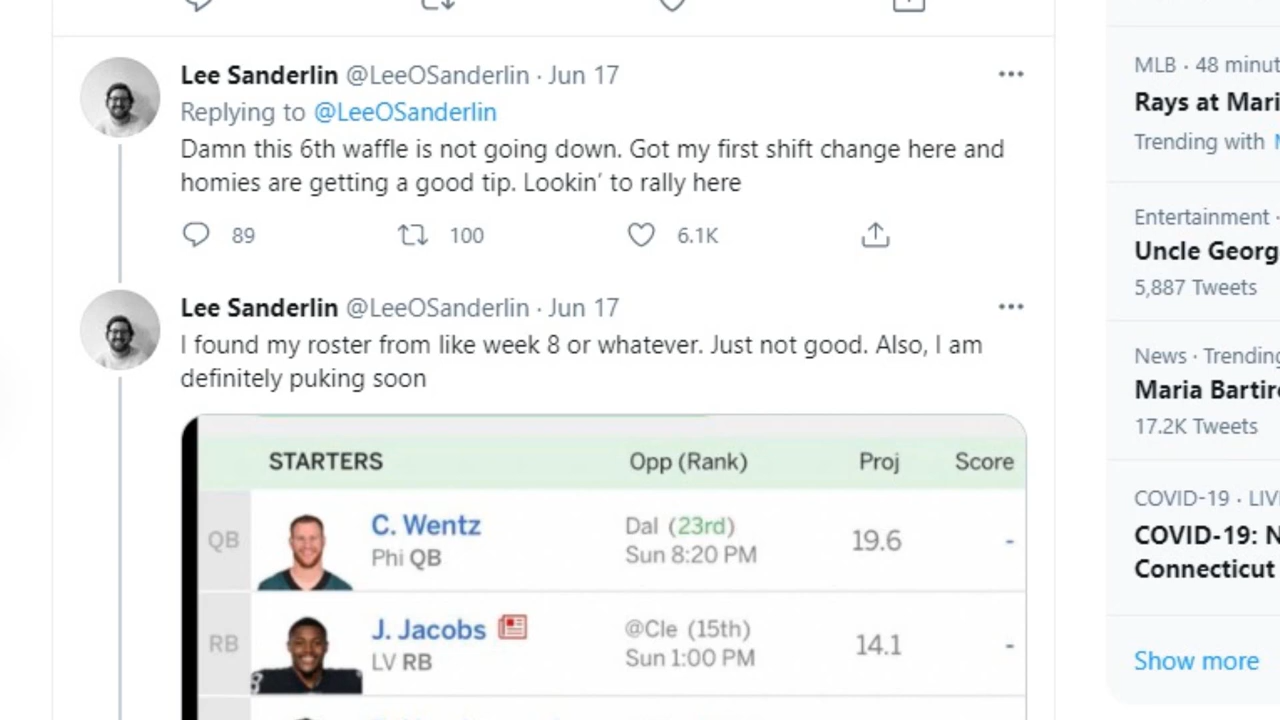 Lee Sanderlin @LeeOSanderlin · Jun 17
Replying to @LeeOSanderlin
Damn this 6th waffle is not going down. Got my first shift change here and
homies are getting a good tip. Lookin’ to rally here
89 100 6.1K
Lee Sanderlin @LeeOSanderlin · Jun 17
I found my roster from like week 8 or whatever. Just not good. Also, I am
definitely puking soon
STARTERS Opp (Rank) Proj Score
QB C. Wentz Dal (23rd) 19.6 -
Phi QB Sun 8:20 PM
RB J. Jacobs @Cle (15th) 14.1 -
LV RB Sun 1:00 PM
MLB · 48 minut
Rays at Mari
Trending with
Entertainment ·
Uncle Georg
5,887 Tweets
News · Trending
Maria Bartir
17.2K Tweets
COVID-19 · LIV
COVID-19: N
Connecticut
Show more